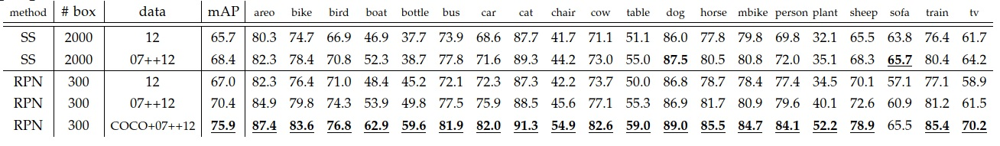 method # box data mAP areo bike bird boat bottle bus car cat chair cow table dog horse mbike person plant sheep sofa train tv
SS 2000 12 65.7 80.3 74.7 66.9 46.9 37.7 73.9 68.6 87.7 41.7 71.1 51.1 86.0 77.8 79.8 69.8 32.1 65.5 63.8 76.4 61.7
SS 2000 07++12 68.4 82.3 78.4 70.8 52.3 38.7 77.8 71.6 89.3 44.2 73.0 55.0 87.5 80.5 80.8 72.0 35.1 68.3 65.7 80.4 64.2
RPN 300 12 67.0 82.3 76.4 71.0 48.4 45.2 72.1 72.3 87.3 42.2 73.7 50.0 86.8 78.7 78.4 77.4 34.5 70.1 57.1 77.1 58.9
RPN 300 07++12 70.4 84.9 79.8 74.3 53.9 49.8 77.5 75.9 88.5 45.6 77.1 55.3 86.9 81.7 80.9 79.6 40.1 72.6 60.9 81.2 61.5
RPN 300 COCO+07++12 75.9 87.4 83.6 76.8 62.9 59.6 81.9 82.0 91.3 54.9 82.6 59.0 89.0 85.5 84.7 84.1 52.2 78.9 65.5 85.4 70.2